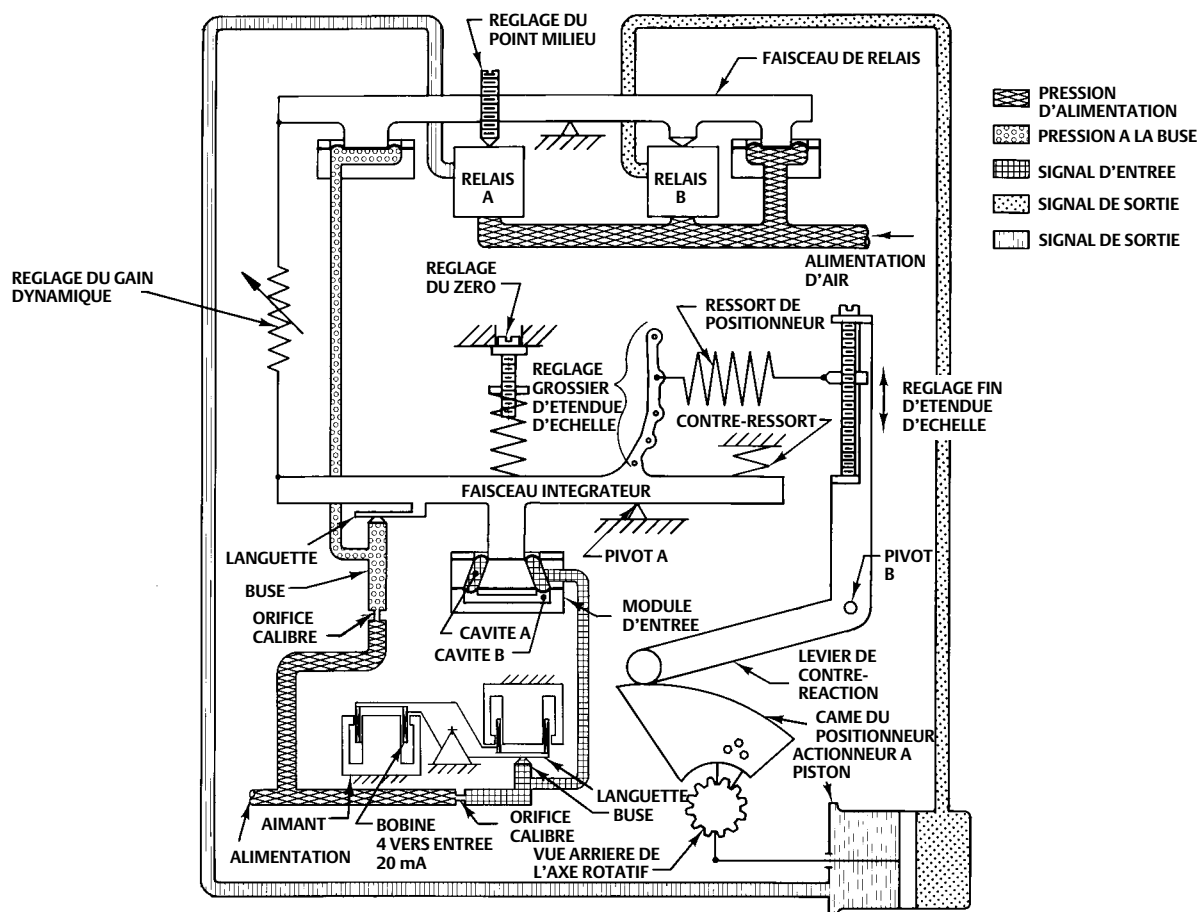 REGLAGE DU
POINT MILIEU
FAISCEAU DE RELAIS
PRESSION
D'ALIMENTATION
PRESSION A LA BUSE
SIGNAL D'ENTREE
SIGNAL DE SORTIE
SIGNAL DE SORTIE
RELAIS
A
RELAIS
B
ALIMENTATION
D'AIR
REGLAGE DU GAIN
DYNAMIQUE
REGLAGE
DU ZERO
RESSORT DE
POSITIONNEUR
REGLAGE
GROSSIER
D'ETENDUE
D'ECHELLE
CONTRE-RESSORT
REGLAGE FIN
D'ETENDUE
D'ECHELLE
FAISCEAU INTEGRATEUR
LANGUETTE
BUSE
ORIFICE
CALIBRE
PIVOT A
PIVOT
B
CAVITE A
CAVITE B
MODULE
D'ENTREE
LEVIER DE
CONTRE-
REACTION
CAME DU
POSITIONNEUR
ACTIONNEUR A
PISTON
AIMANT
ALIMENTATION
BOBINE
4 VERS ENTREE
20 mA
ORIFICE
CALIBRE
LANGUETTE
BUSE
VUE ARRIERE DE
L'AXE ROTATIF